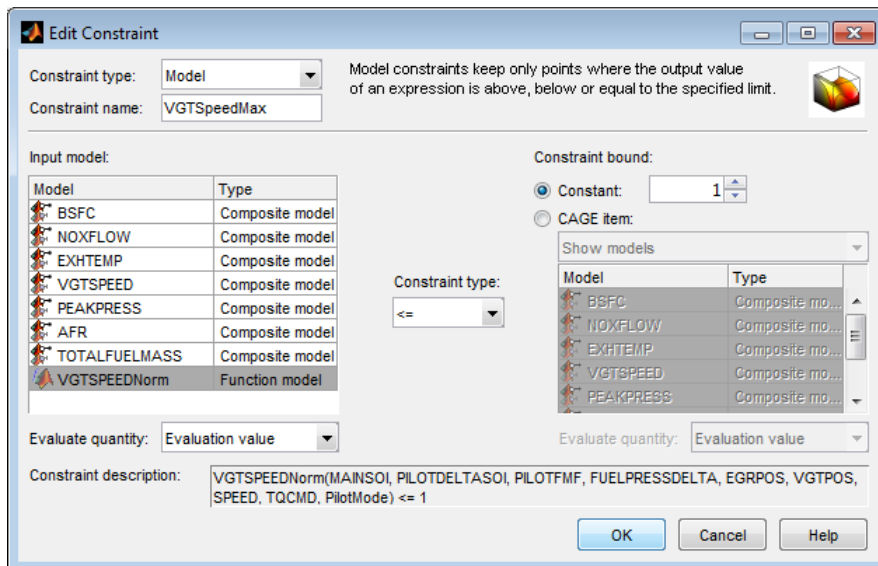 Edit Constraint
Constraint type: Model
Model constraints keep only points where the output value
of an expression is above, below or equal to the specified limit.
Constraint name: VGTSpeedMax
Input model:
Model Type
BSFC Composite model
NOXFLOW Composite model
EXHTEMP Composite model
VGTSPEED Composite model
PEAKPRESS Composite model
AFR Composite model
TOTALFUELMASS Composite model
VGTSPEEDNorm Function model
Evaluate quantity: Evaluation value
Constraint type:
<=
Constraint bound:
Constant: 1
CAGE item:
Show models
Model Type
BSFC Composite mo...
NOXFLOW Composite mo...
EXHTEMP Composite mo...
VGTSPEED Composite mo...
PEAKPRESS Composite mo...
Evaluate quantity: Evaluation value
Constraint description: VGTSPEEDNorm(MAINSOI, PILOTDELTASOI, PILOTFMF, FUELPRESSDELTA, EGRPOS, VGTPOS,
SPEED, TQCMD, PilotMode) <= 1
OK Cancel Help